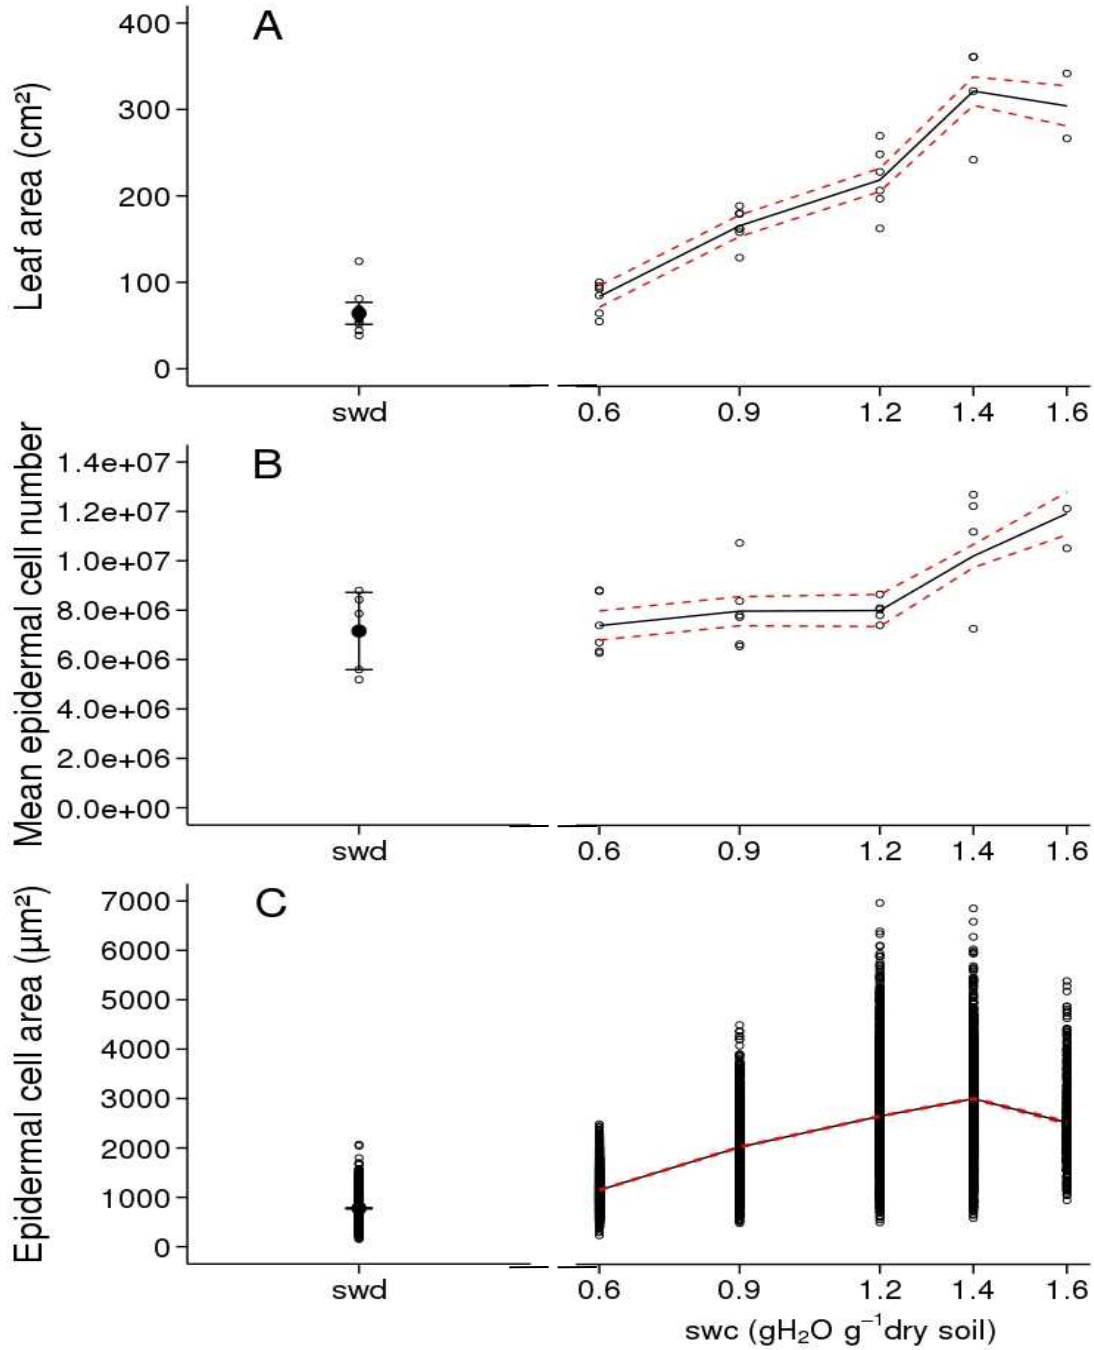 A
Leaf area (cm²)
400
300
200
100
0
swd
0.6 0.9 1.2 1.4 1.6
B
Mean epidermal cell number
1.4e+07
1.2e+07
1.0e+07
8.0e+06
6.0e+06
4.0e+06
2.0e+06
0.0e+00
swd
0.6 0.9 1.2 1.4 1.6
C
Epidermal cell area (µm²)
7000
6000
5000
4000
3000
2000
1000
0
swd
0.6 0.9 1.2 1.4 1.6
swc (gH₂O g⁻¹dry soil)